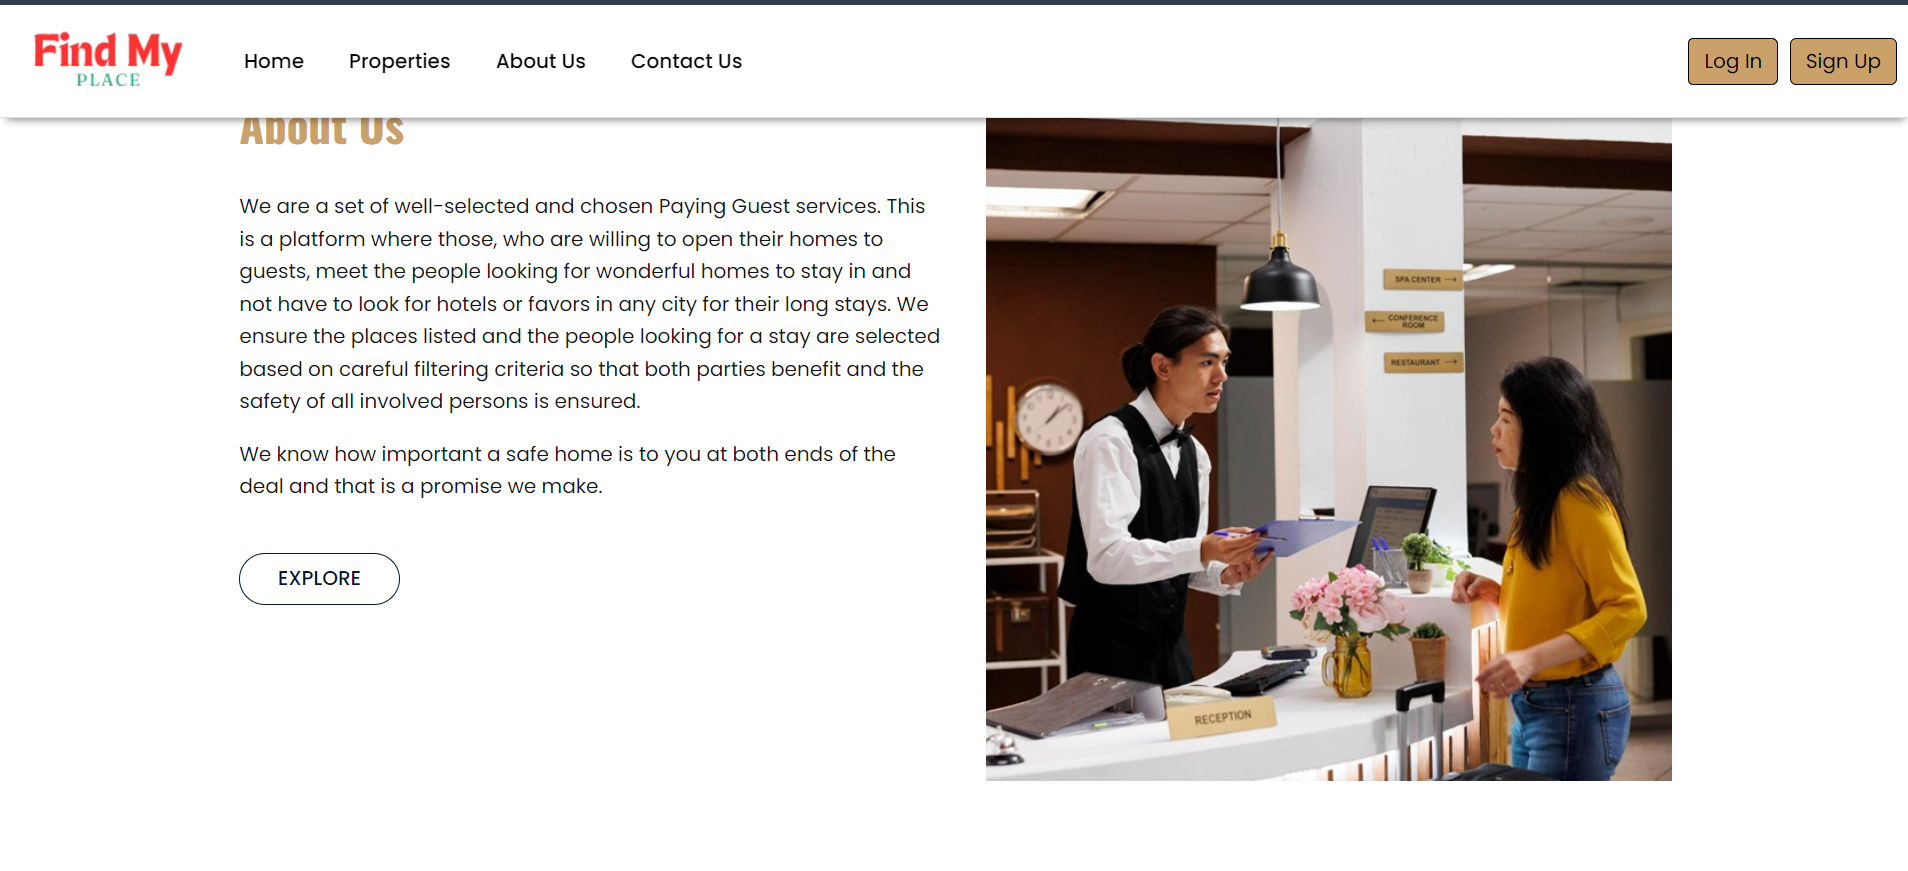 Find My
PLACE
Home
Properties
About Us
Contact Us
Log In
Sign Up
About Us
We are a set of well-selected and chosen Paying Guest services. This
is a platform where those, who are willing to open their homes to
guests, meet the people looking for wonderful homes to stay in and
not have to look for hotels or favors in any city for their long stays. We
ensure the places listed and the people looking for a stay are selected
based on careful filtering criteria so that both parties benefit and the
safety of all involved persons is ensured.
We know how important a safe home is to you at both ends of the
deal and that is a promise we make.
EXPLORE
SPA CENTER →
← CONFERENCE
ROOM
RESTAURANT →
RECEPTION